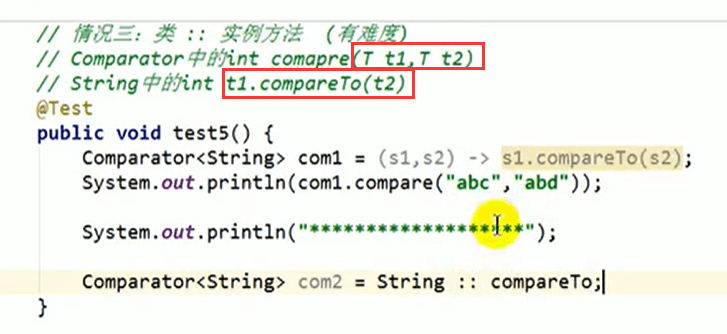 // 情况三：类 :: 实例方法 （有难度）
// Comparator中的int comapre(T t1,T t2)
// String中的int t1.compareTo(t2)
@Test
public void test5() {
Comparator<String> com1 = (s1,s2) -> s1.compareTo(s2);
System.out.println(com1.compare("abc","abd"));
System.out.println("*******************");
Comparator<String> com2 = String :: compareTo;
}